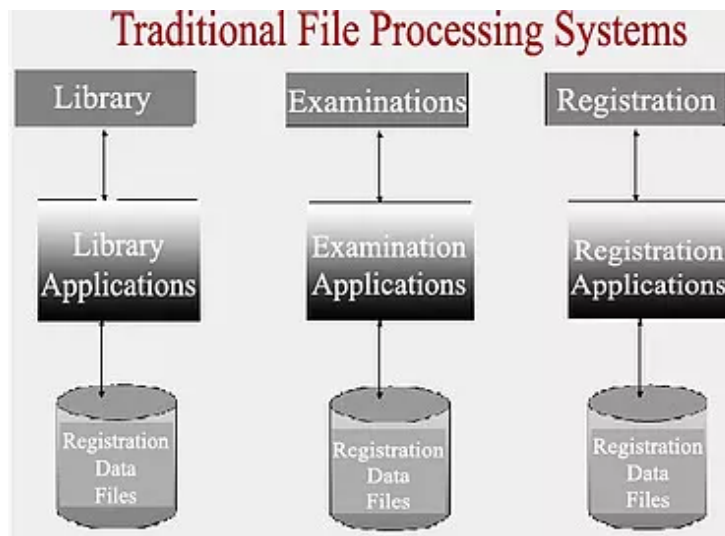 Traditional File Processing Systems
Library
Examinations
Registration
Library
Applications
Examination
Applications
Registration
Applications
Registration
Data
Files
Registration
Data
Files
Registration
Data
Files